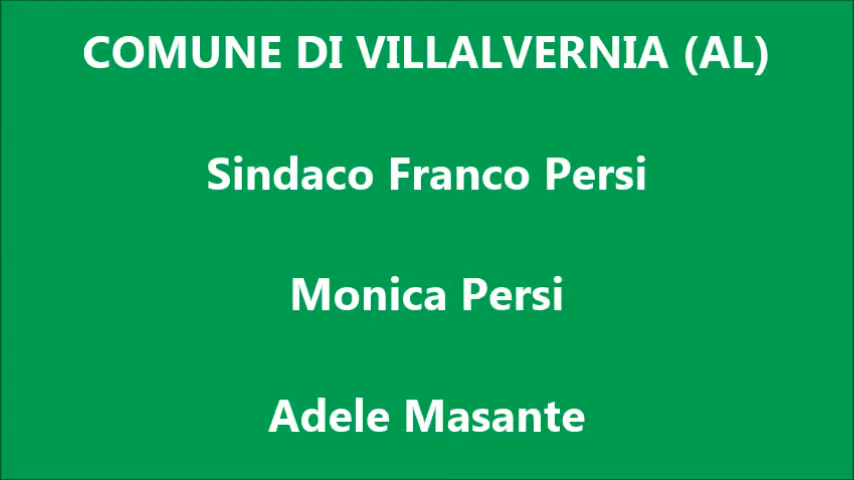 COMUNE DI VILLALVERNIA (AL)
Sindaco Franco Persi
Monica Persi
Adele Masante